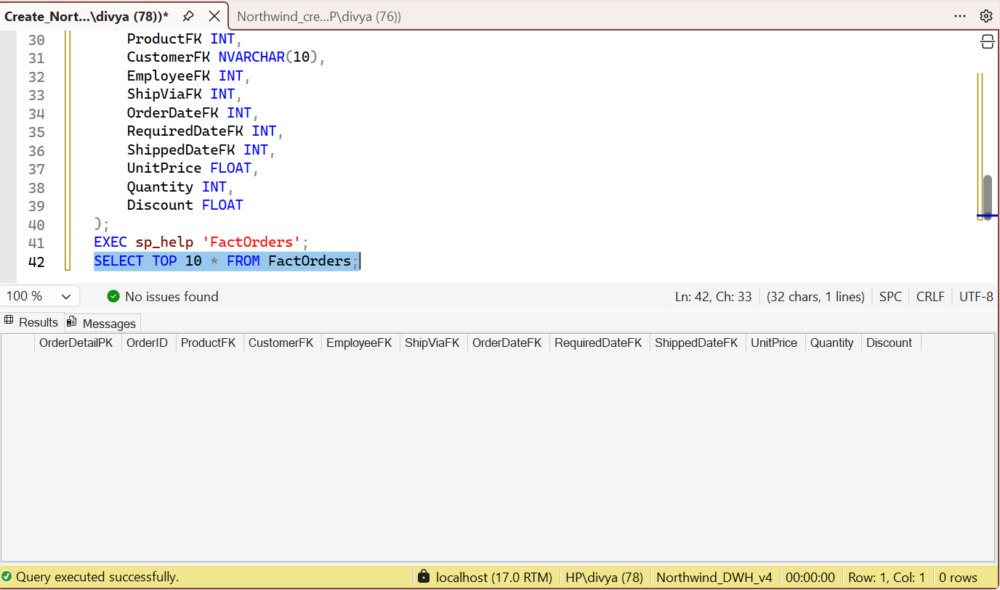 Create_Nort...\divya (78))*
Northwind_cre...P\divya (76))
30 ProductFK INT,
31 CustomerFK NVARCHAR(10),
32 EmployeeFK INT,
33 ShipViaFK INT,
34 OrderDateFK INT,
35 RequiredDateFK INT,
36 ShippedDateFK INT,
37 UnitPrice FLOAT,
38 Quantity INT,
39 Discount FLOAT
40 );
41 EXEC sp_help 'FactOrders';
42 SELECT TOP 10 * FROM FactOrders;
100 % No issues found Ln: 42, Ch: 33 (32 chars, 1 lines) SPC CRLF UTF-8
Results Messages
OrderDetailPK OrderID ProductFK CustomerFK EmployeeFK ShipViaFK OrderDateFK RequiredDateFK ShippedDateFK UnitPrice Quantity Discount
Query executed successfully. localhost (17.0 RTM) HP\divya (78) Northwind_DWH_v4 00:00:00 Row: 1, Col: 1 0 rows